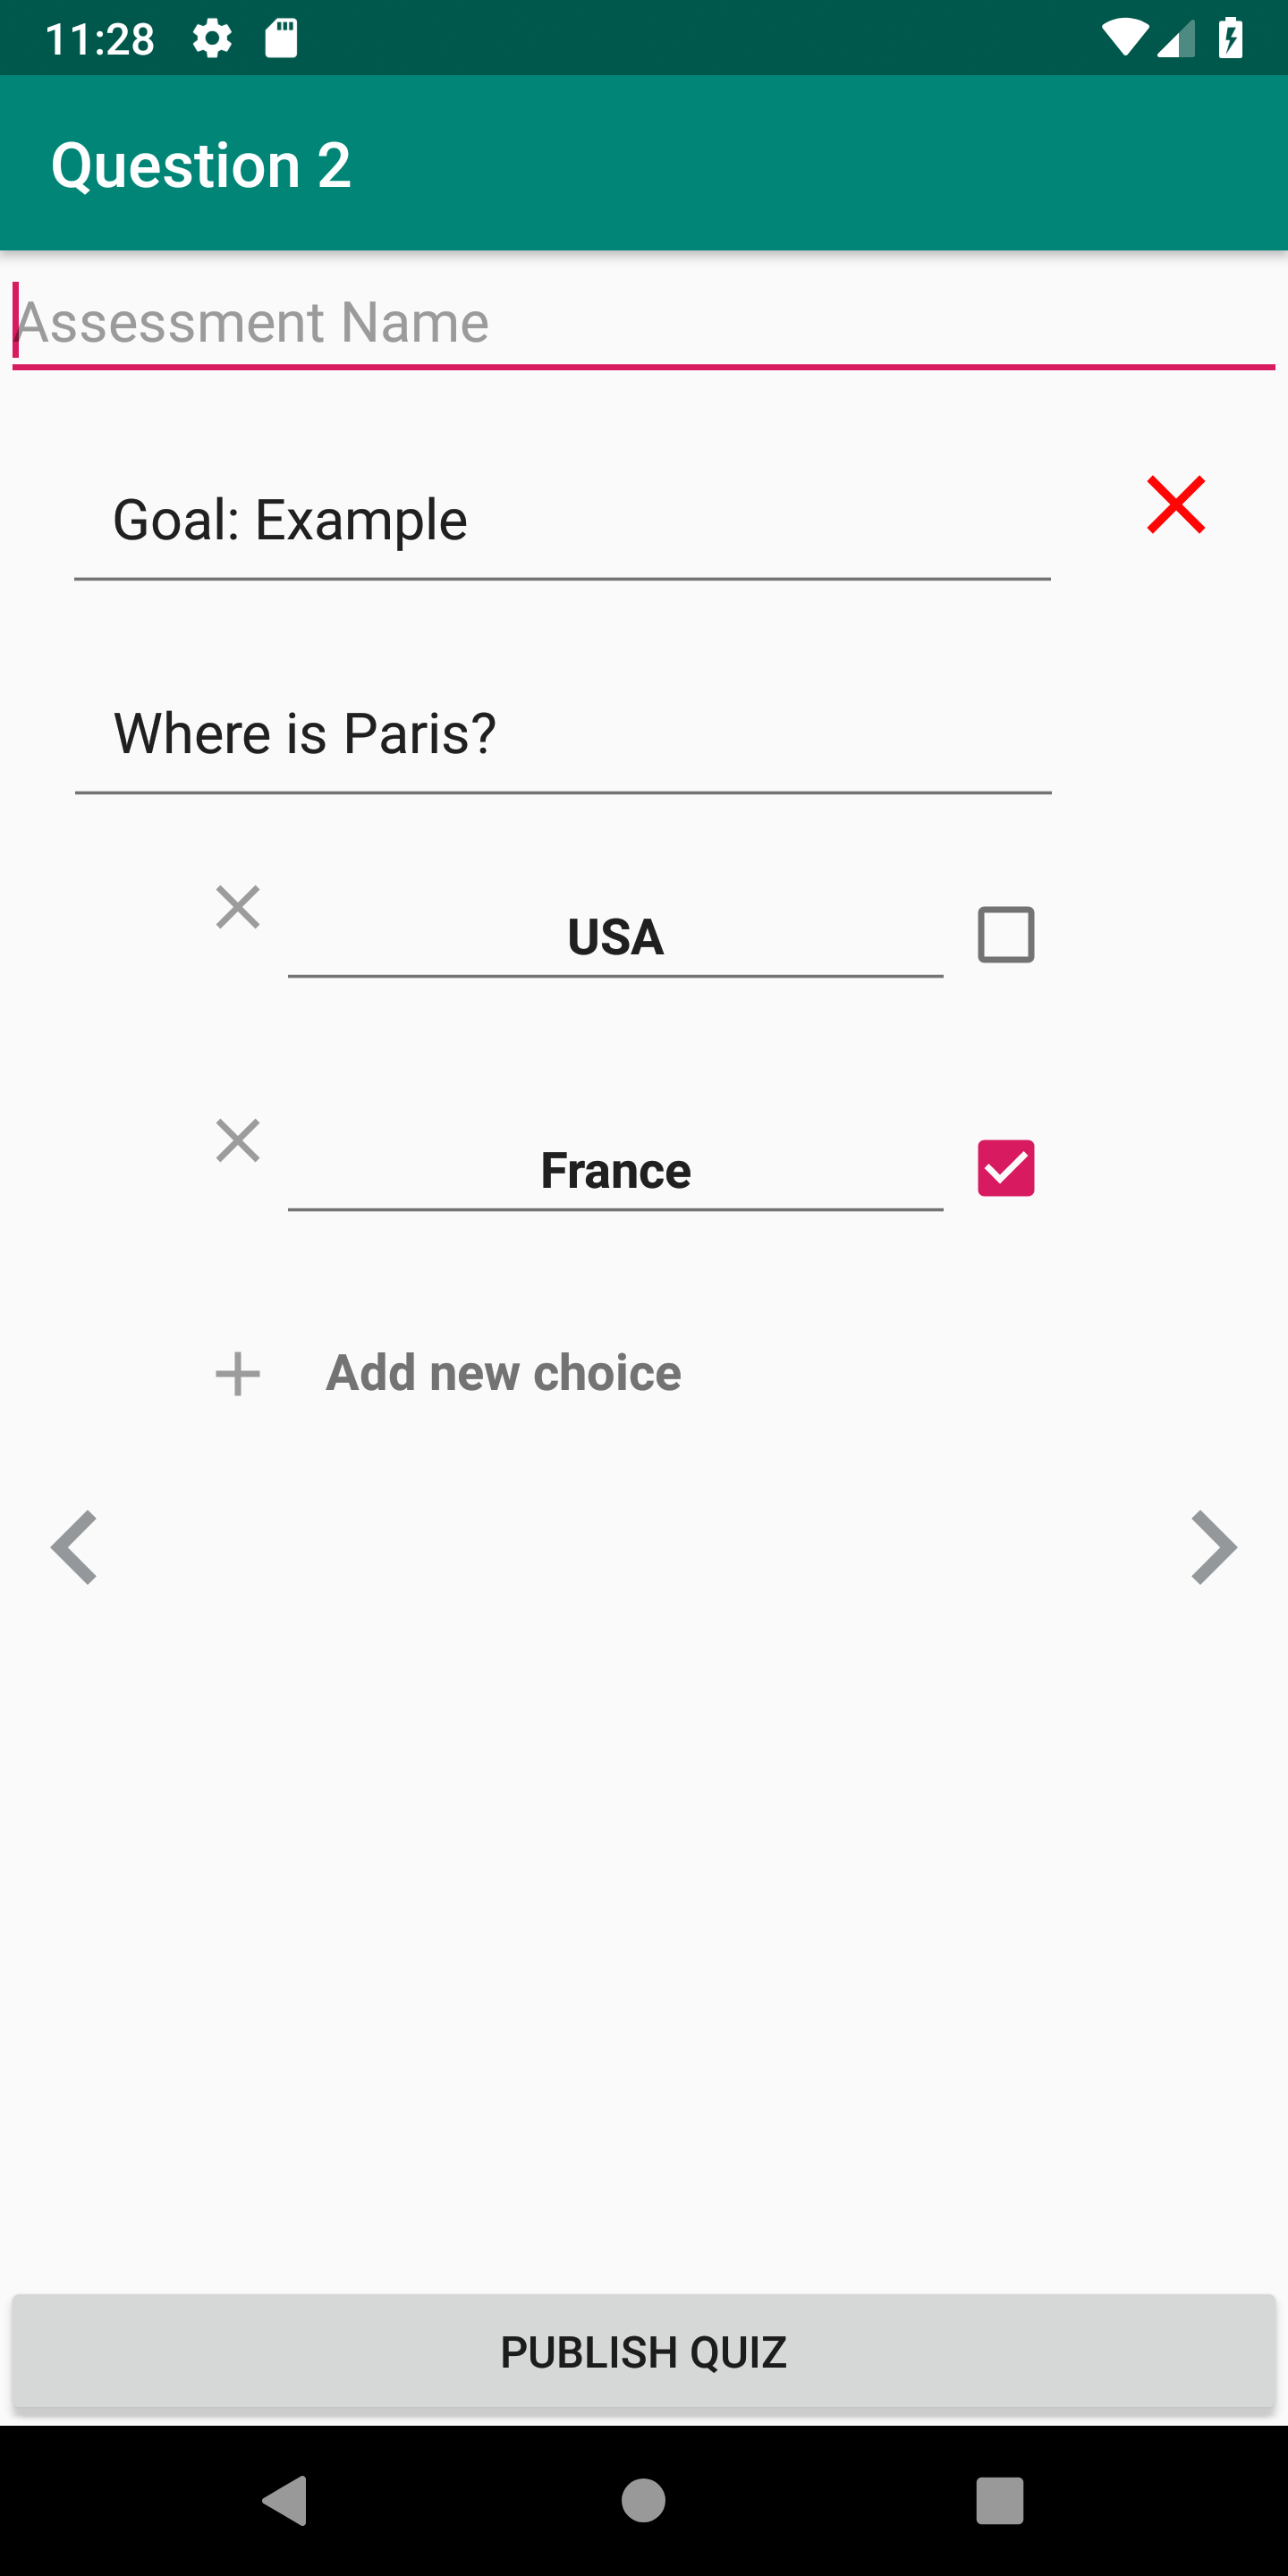 11:28
Question 2
Assessment Name
Goal: Example
Where is Paris?
USA
France
Add new choice
PUBLISH QUIZ